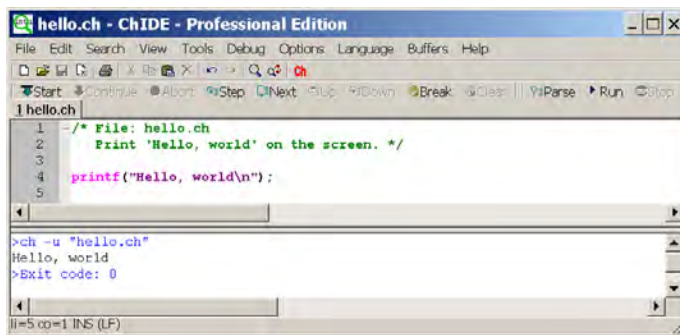 hello.ch - ChIDE - Professional Edition
File Edit Search View Tools Debug Options Language Buffers Help
Ch
Start Continue Abort Step Next Up Down Break Clear Parse Run Stop
1 hello.ch
1 -/* File: hello.ch
2 Print 'Hello, world' on the screen. */
3
4 printf("Hello, world\n");
5
>ch -u "hello.ch"
Hello, world
>Exit code: 0
li=5 co=1 INS (LF)